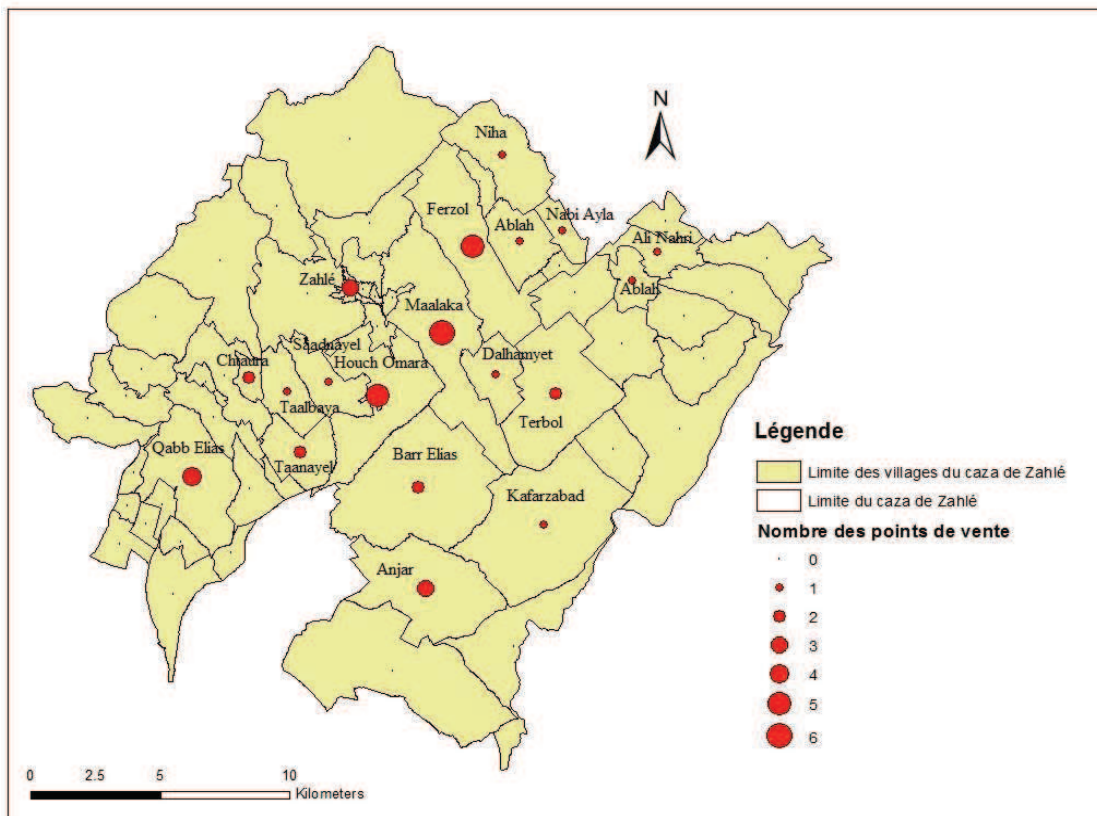 N
Niha
Ferzol
Ablah
Nabi Ayla
Ali Nahri
Zahlé
Ablah
Maalaka
Saadnayel
Dalhamyet
Chtaura
Houch Omara
Taalbaya
Terbol
Qabb Elias
Taanayel
Barr Elias
Kafarzabad
Anjar
Légende
Limite des villages du caza de Zahlé
Limite du caza de Zahlé
Nombre des points de vente
0
1
2
3
4
5
6
0 2.5 5 10
Kilometers